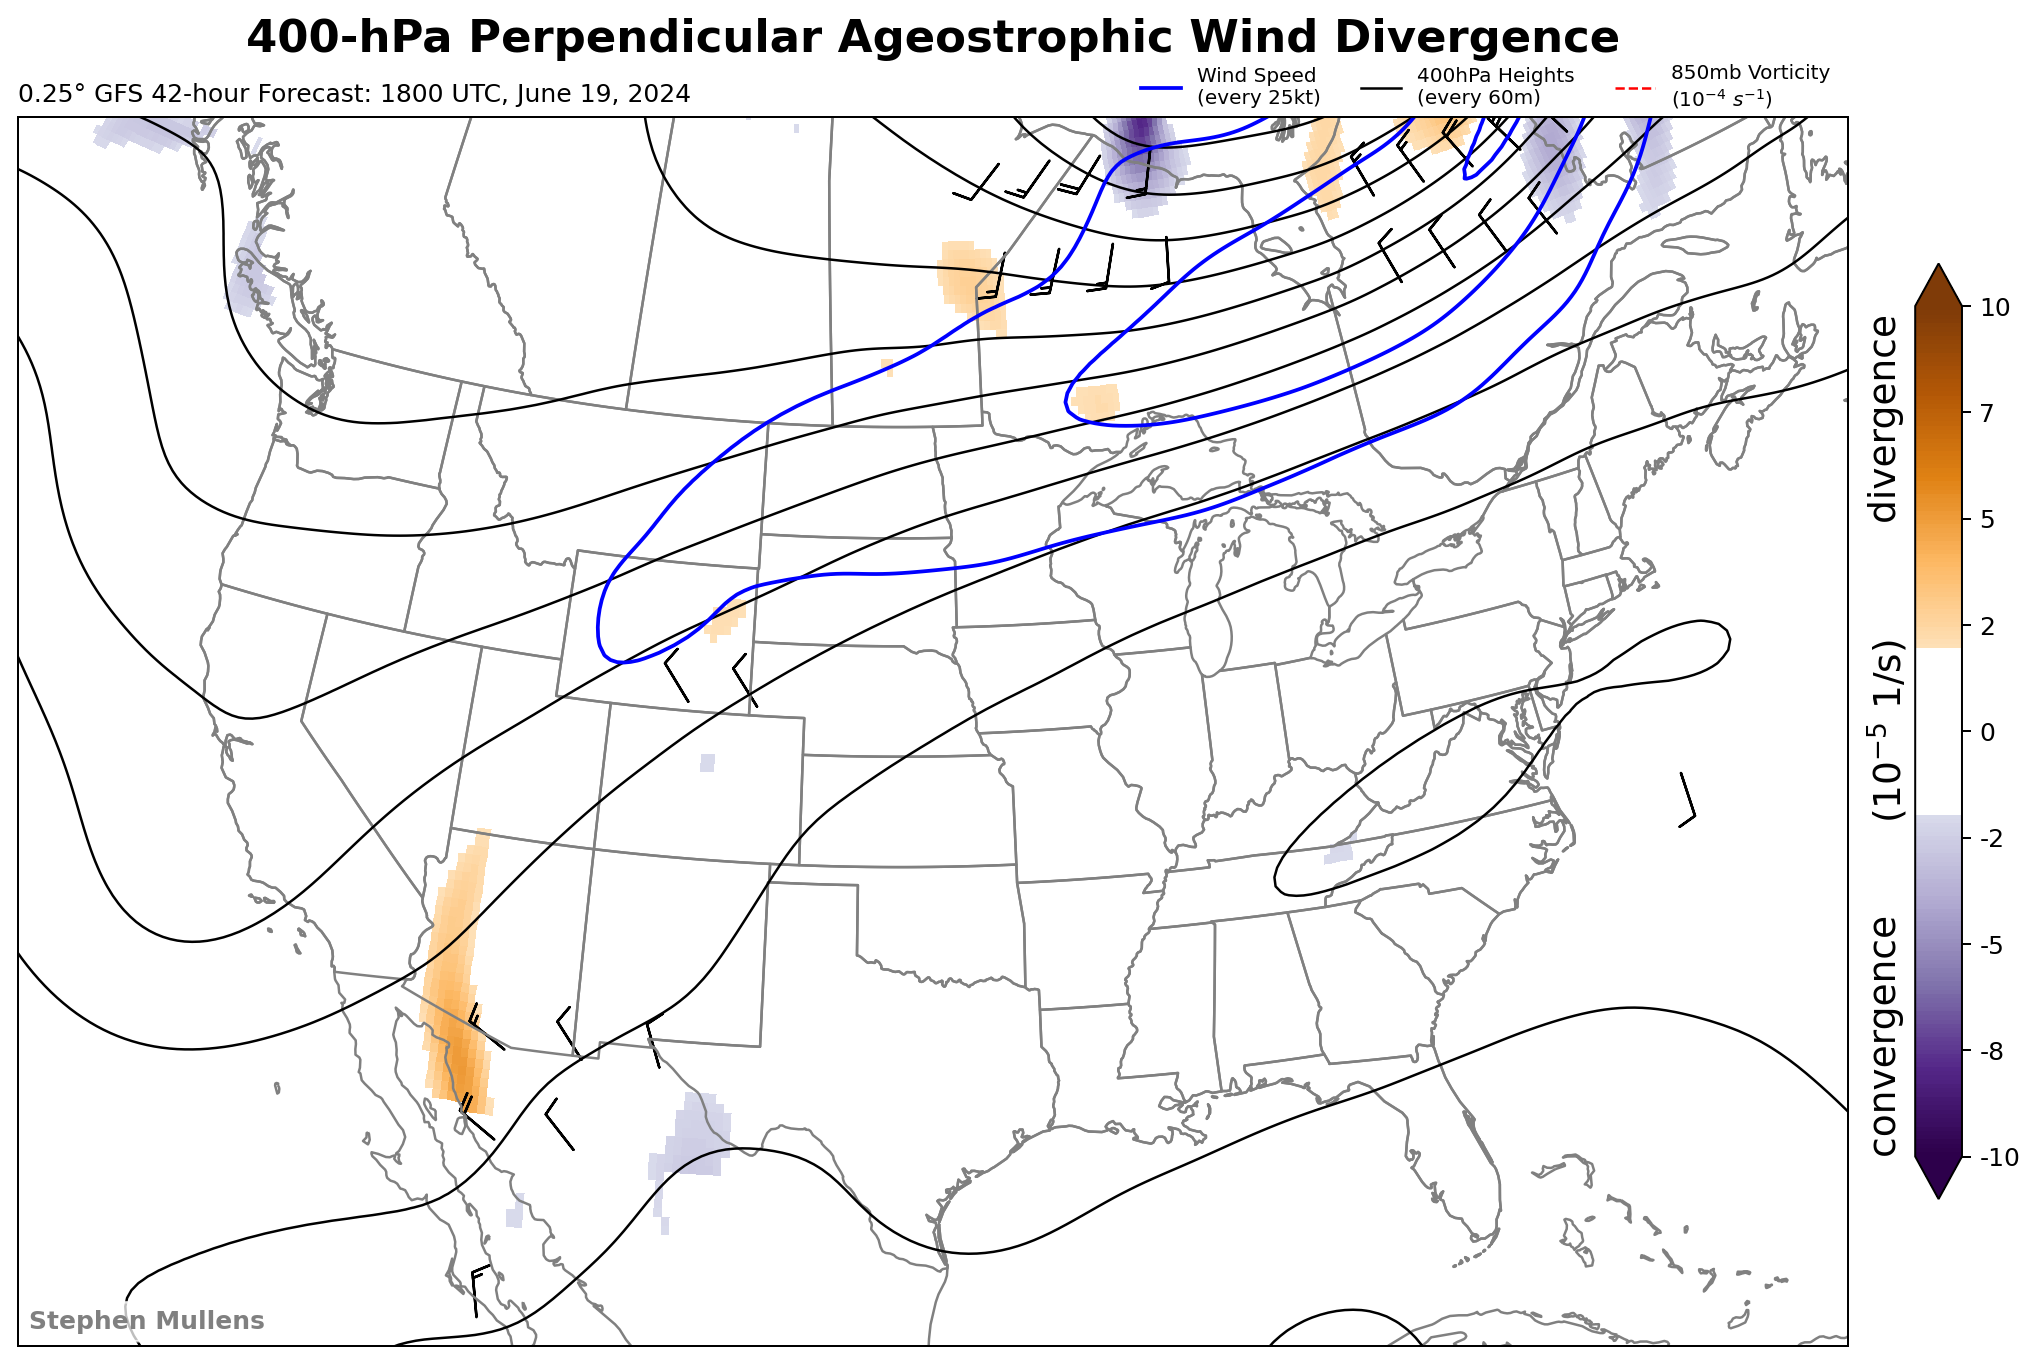 400-hPa Perpendicular Ageostrophic Wind Divergence
0.25° GFS 42-hour Forecast: 1800 UTC, June 19, 2024
Wind Speed
(every 25kt)
400hPa Heights
(every 60m)
850mb Vorticity
(10⁻⁴ s⁻¹)
10
7
5
2
0
-2
-5
-8
-10
convergence (10⁻⁵ 1/s) divergence
Stephen Mullens